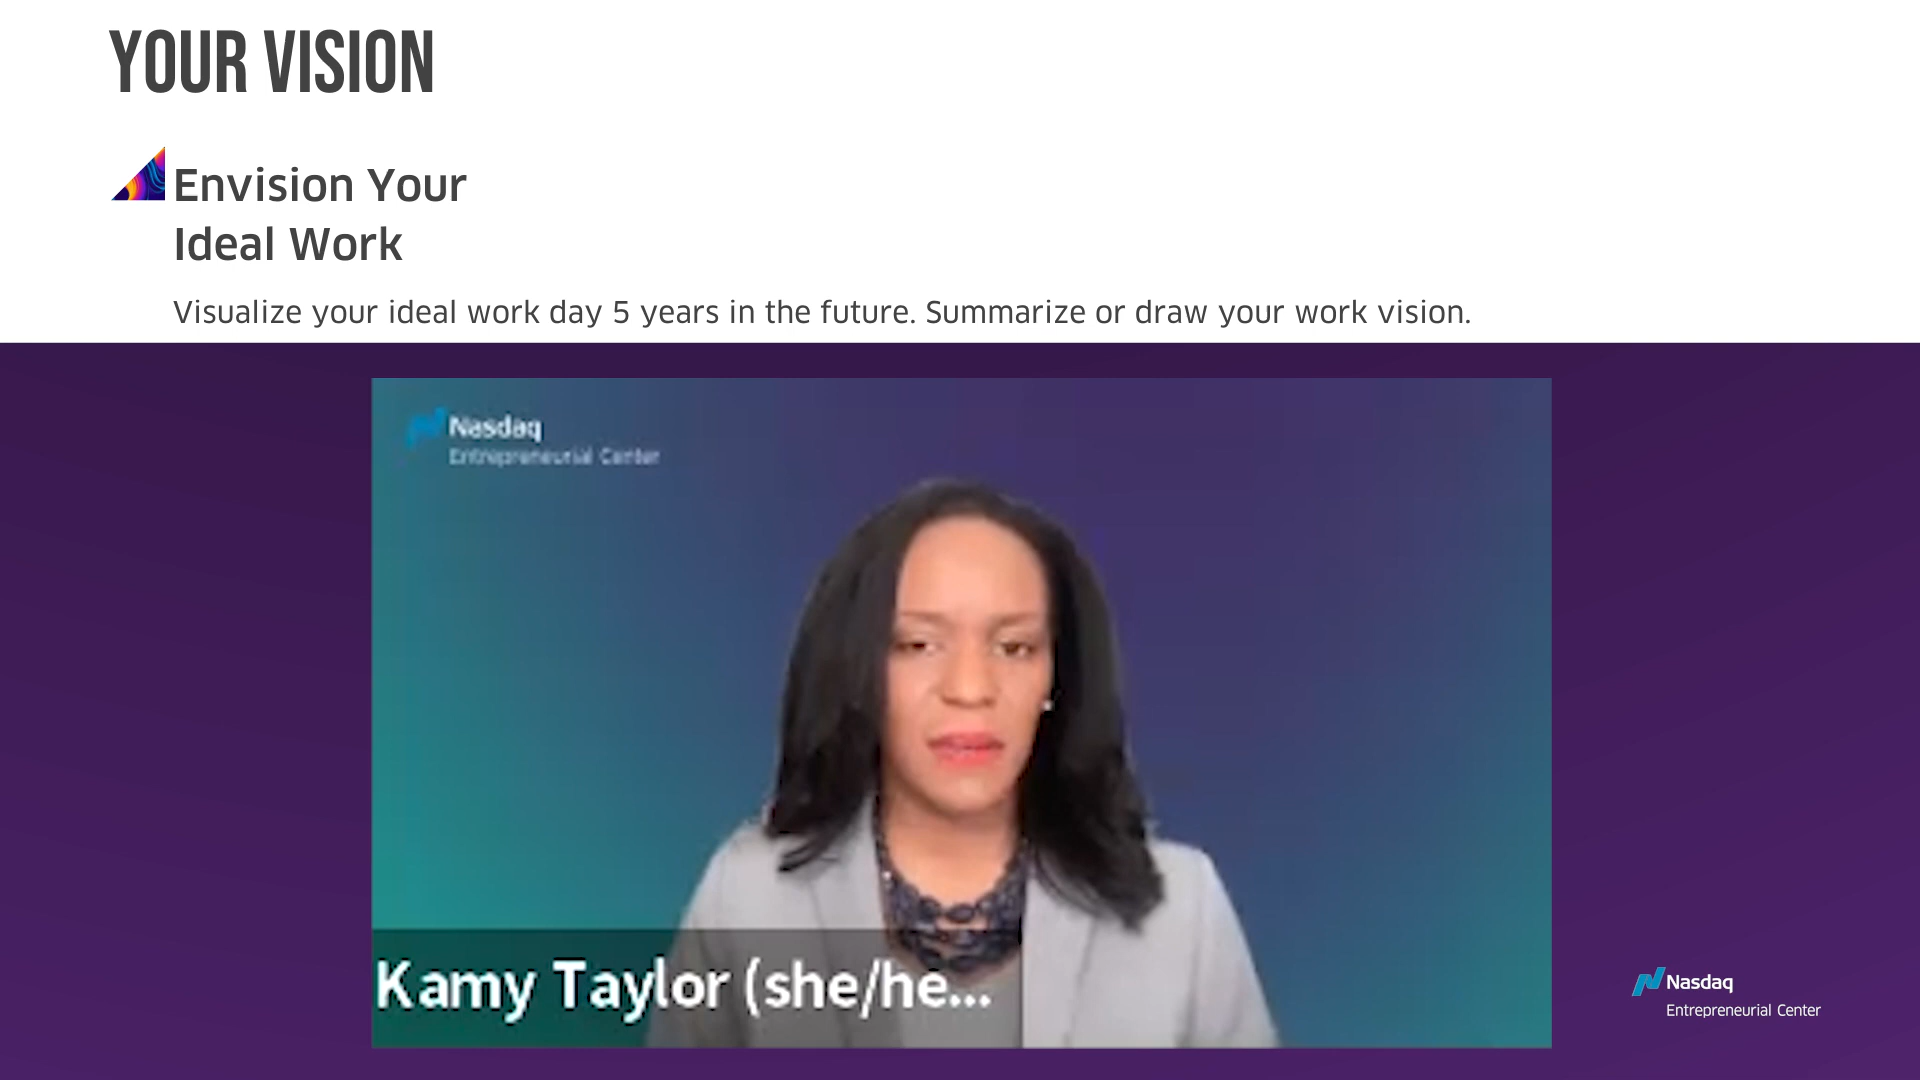 YOUR VISION
Envision Your
Ideal Work
Visualize your ideal work day 5 years in the future. Summarize or draw your work vision.
Nasdaq
Entrepreneurial Center
Kamy Taylor (she/he...
Nasdaq
Entrepreneurial Center